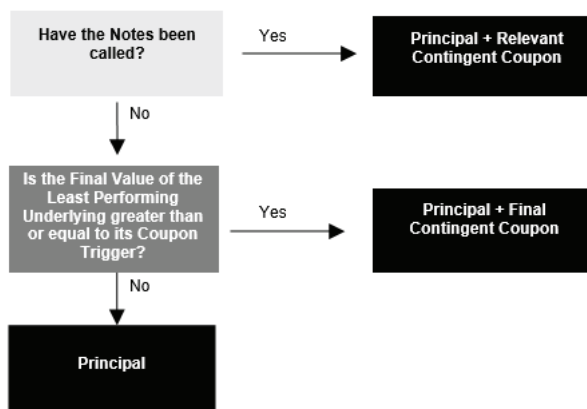 Have the Notes been
called?
Yes
Principal + Relevant
Contingent Coupon
No
Is the Final Value of the
Least Performing
Underlying greater than
or equal to its Coupon
Trigger?
Yes
Principal + Final
Contingent Coupon
No
Principal